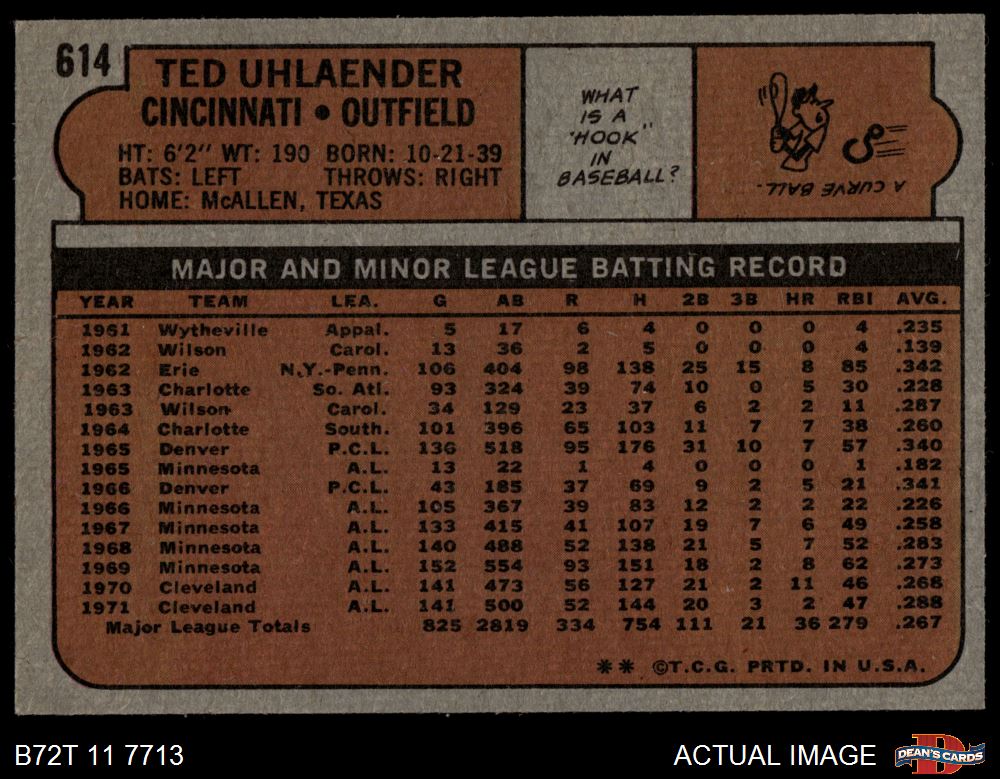 614
TED UHLAENDER
CINCINNATI • OUTFIELD
HT: 6'2" WT: 190 BORN: 10-21-39
BATS: LEFT THROWS: RIGHT
HOME: McALLEN, TEXAS
WHAT
IS A
"HOOK"
IN
BASEBALL?
A CURVE BALL.
MAJOR AND MINOR LEAGUE BATTING RECORD
YEAR TEAM LEA. G AB R H 2B 3B HR RBI AVG.
1961 Wytheville Appal. 5 17 6 4 0 0 0 4 .235
1962 Wilson Carol. 13 36 2 5 0 0 0 4 .139
1962 Erie N.Y.-Penn. 106 404 98 138 25 15 8 85 .342
1963 Charlotte So. Atl. 93 324 39 74 10 0 5 30 .228
1963 Wilson Carol. 34 129 23 37 6 2 2 11 .287
1964 Charlotte South. 101 396 65 103 11 7 7 38 .260
1965 Denver P.C.L. 136 518 95 176 31 10 7 57 .340
1965 Minnesota A.L. 13 22 1 4 0 0 0 1 .182
1966 Denver P.C.L. 43 185 37 69 9 2 5 21 .341
1966 Minnesota A.L. 105 367 39 83 12 2 2 22 .226
1967 Minnesota A.L. 133 415 41 107 19 7 6 49 .258
1968 Minnesota A.L. 140 488 52 138 21 5 7 52 .283
1969 Minnesota A.L. 152 554 93 151 18 2 8 62 .273
1970 Cleveland A.L. 141 473 56 127 21 2 11 46 .268
1971 Cleveland A.L. 141 500 52 144 20 3 2 47 .288
Major League Totals 825 2819 334 754 111 21 36 279 .267
** ©T.C.G. PRTD. IN U.S.A.
B72T 11 7713
ACTUAL IMAGE
DEAN'S CARDS